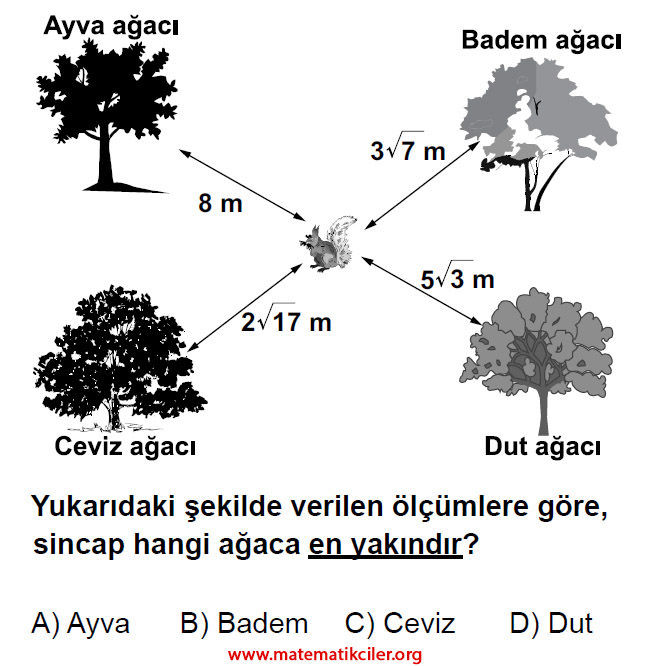 Ayva ağacı
Badem ağacı
3√7 m
8 m
5√3 m
2√17 m
Ceviz ağacı
Dut ağacı
Yukarıdaki şekilde verilen ölçümlere göre,
sincap hangi ağaca en yakındır?
A) Ayva B) Badem C) Ceviz D) Dut
www.matematikciler.org